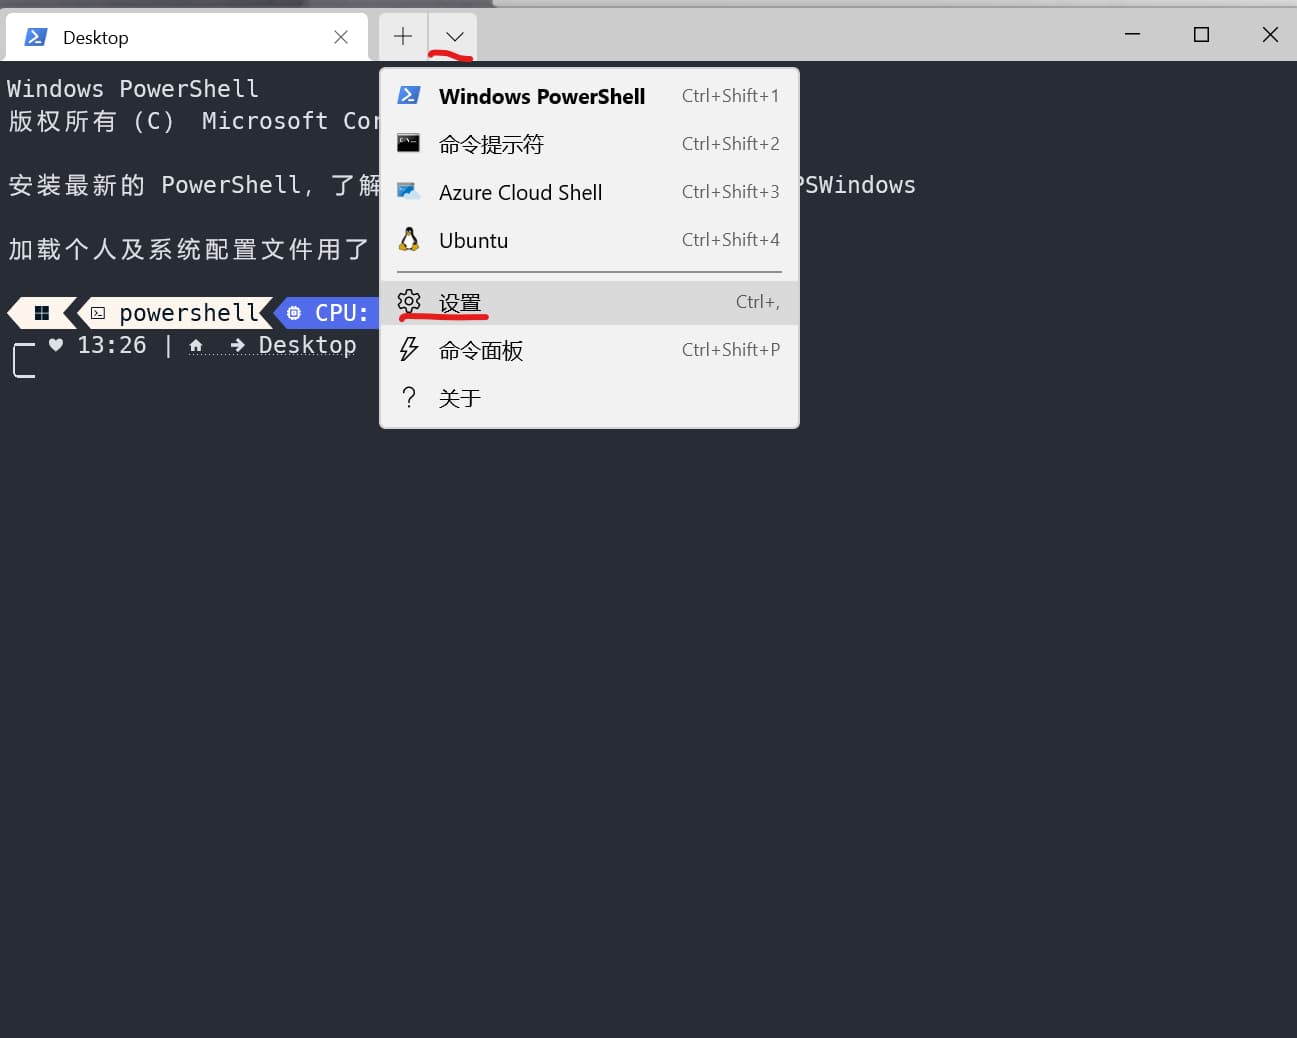 Desktop
Windows PowerShell
版权所有 (C) Microsoft
安装最新的 PowerShell, 了解
PSWindows
加载个人及系统配置文件用了
powershell CPU:
13:26 | Desktop
Windows PowerShell Ctrl+Shift+1
命令提示符 Ctrl+Shift+2
Azure Cloud Shell Ctrl+Shift+3
Ubuntu Ctrl+Shift+4
设置 Ctrl+,
命令面板 Ctrl+Shift+P
? 关于